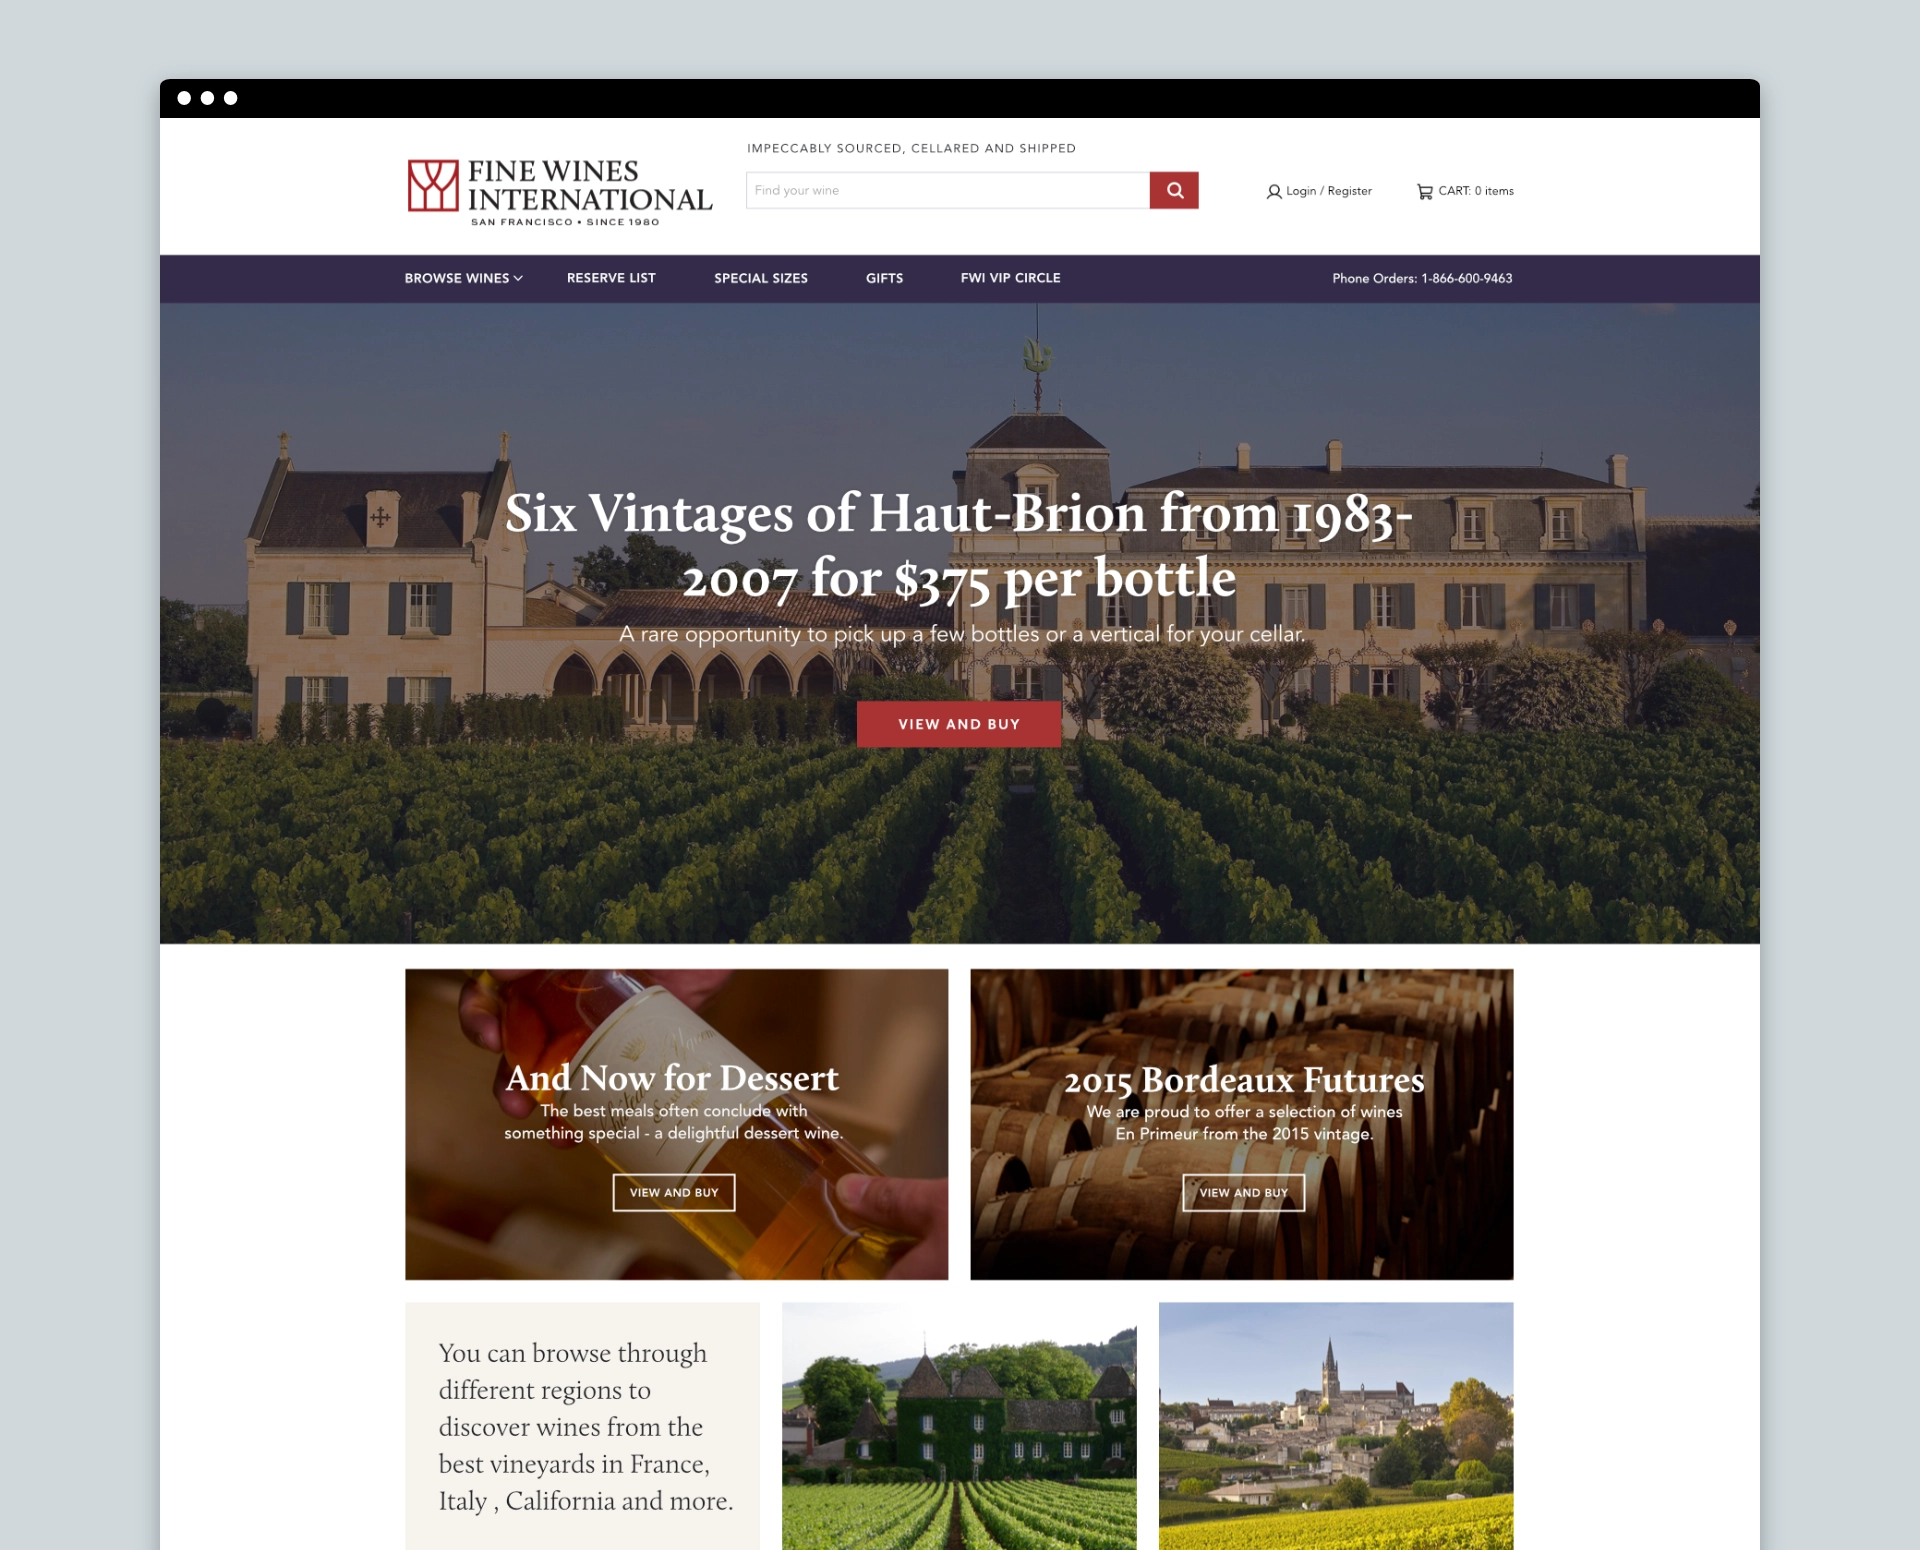 IMPECCABLY SOURCED, CELLARED AND SHIPPED
FINE WINES
INTERNATIONAL
SAN FRANCISCO • SINCE 1980
Find your wine
Login / Register
CART: 0 items
BROWSE WINES
RESERVE LIST
SPECIAL SIZES
GIFTS
FWI VIP CIRCLE
Phone Orders: 1-866-600-9463
Six Vintages of Haut-Brion from 1983-
2007 for $375 per bottle
A rare opportunity to pick up a few bottles or a vertical for your cellar.
VIEW AND BUY
And Now for Dessert
The best meals often conclude with
something special - a delightful dessert wine.
VIEW AND BUY
2015 Bordeaux Futures
We are proud to offer a selection of wines
En Primeur from the 2015 vintage.
VIEW AND BUY
You can browse through
different regions to
discover wines from the
best vineyards in France,
Italy , California and more.